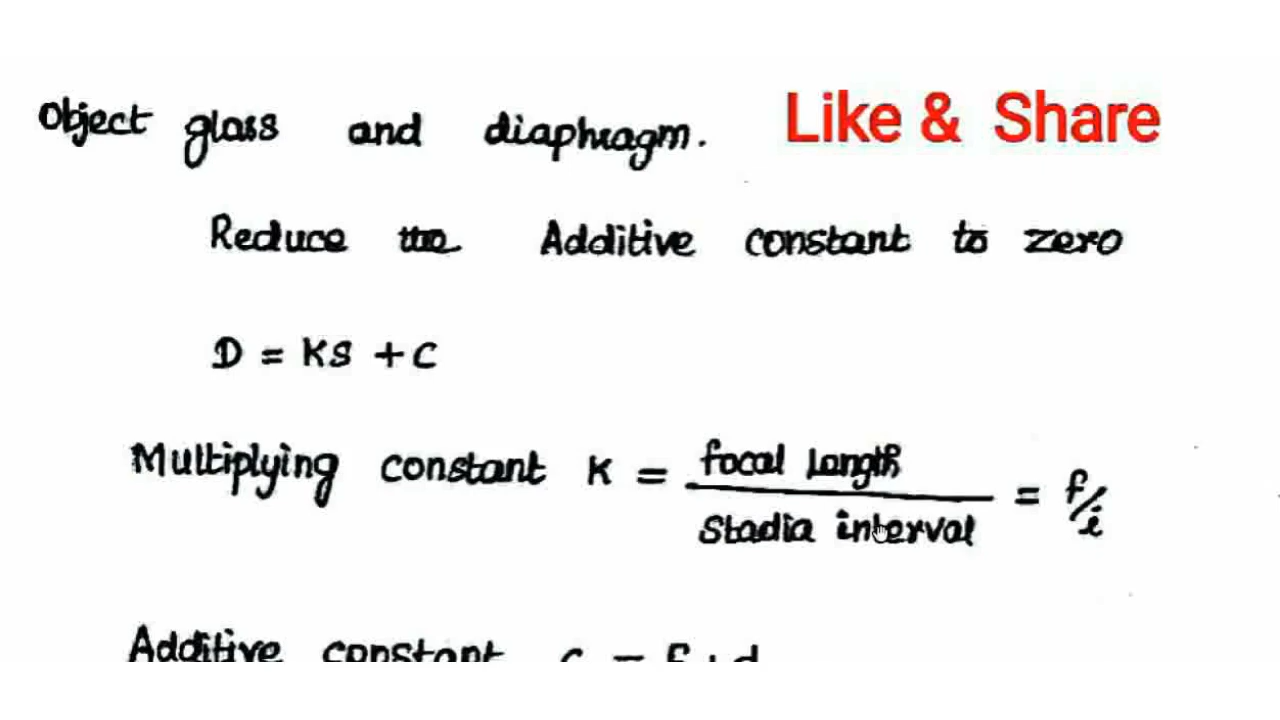 Object glass and diaphragm.
Like & Share
Reduce the Additive constant to zero
D = KS + C
Multiplying constant K = focal Length / Stadia interval = f/i
Additive constant C = f + d